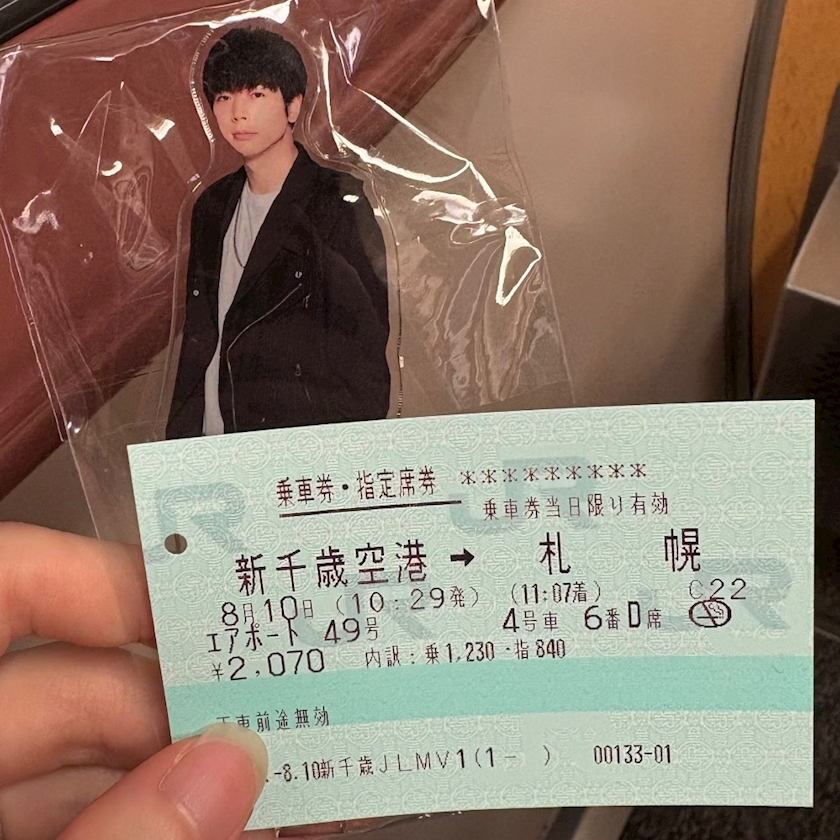 乗車券・指定席券 *********
乗車券当日限り有効
新千歳空港 → 札 幌
8月10日 (10:29発) (11:07着) C22
エアポート 49号 4号車 6番D席
¥2,070 内訳:乗1,230・指840
下車前途無効
.-8.10新千歳JLMV1(1- ) 00133-01